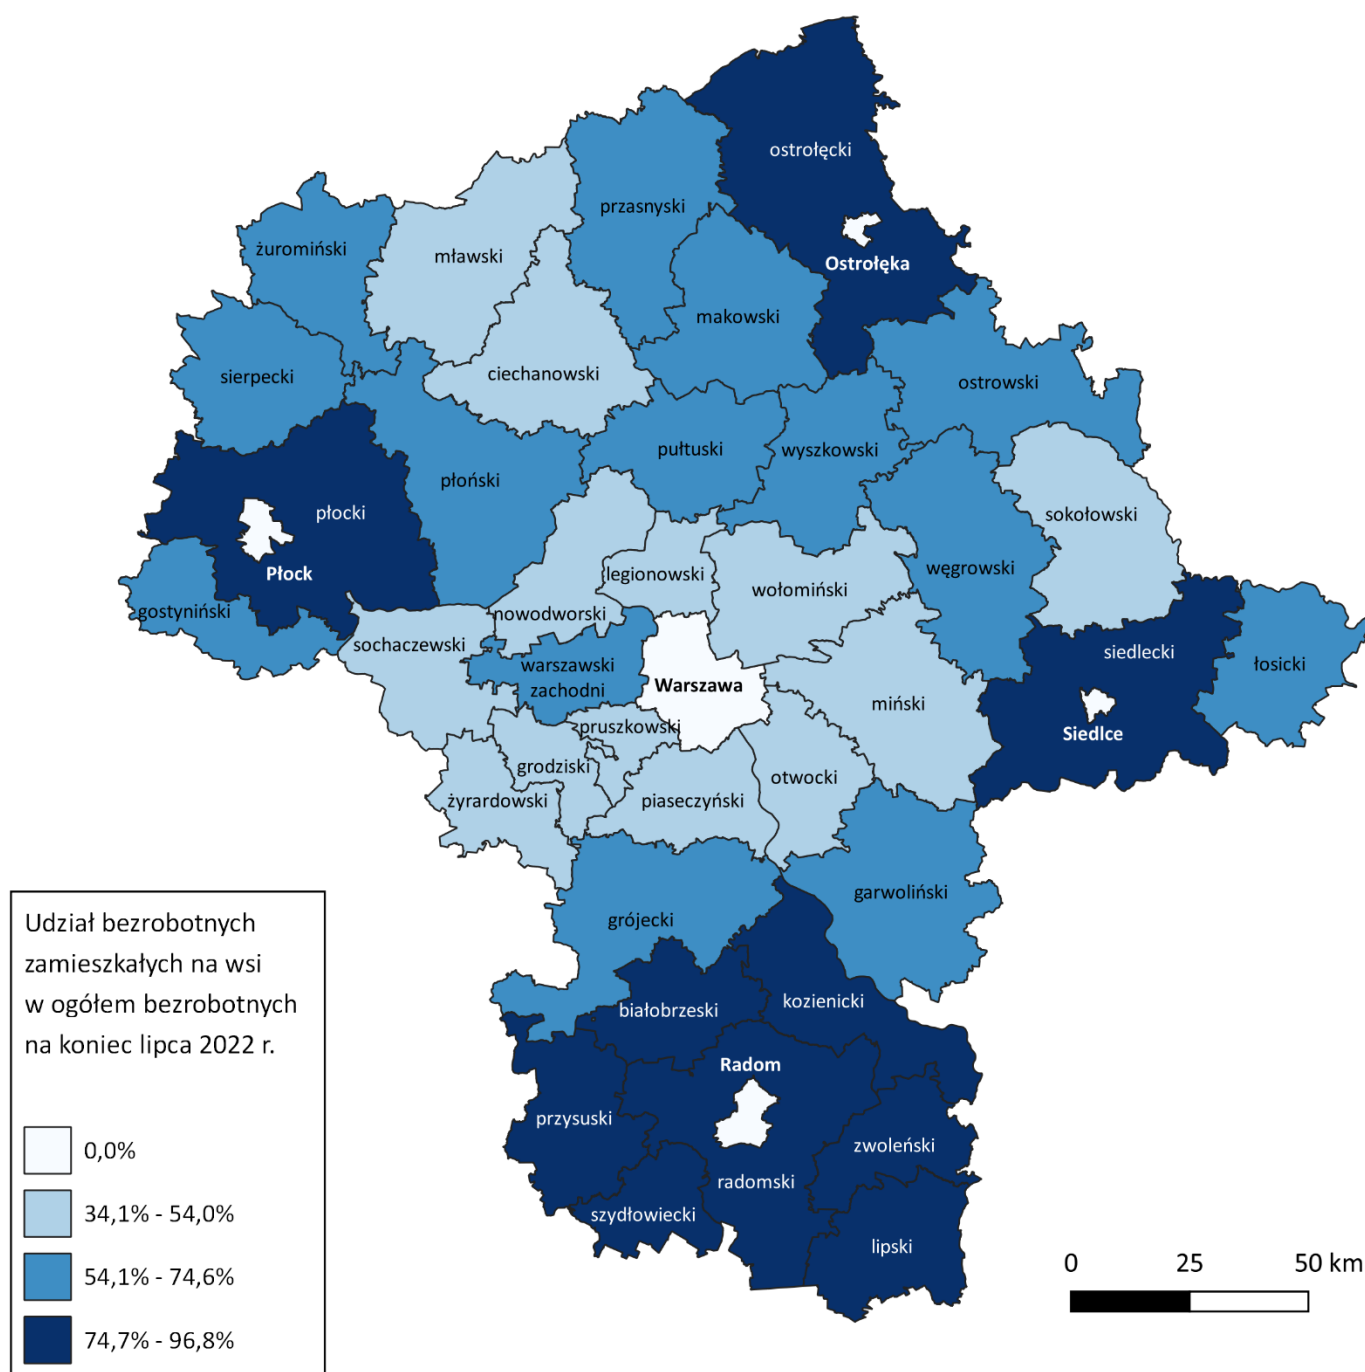 ostrołęcki
przasnyski
żuromiński
mławski
Ostrołęka
makowski
sierpecki
ciechanowski
ostrowski
pułtuski
wyszkowski
płoński
płocki
sokołowski
Płock
legionowski
wołomiński
węgrowski
gostyniński
nowodworski
sochaczewski
warszawski
zachodni
Warszawa
siedlecki
łosicki
miński
pruszkowski
Siedlce
grodziski
otwocki
żyrardowski
piaseczyński
garwoliński
grójecki
kozienicki
białobrzeski
Radom
przysuski
zwoleński
radomski
szydłowiecki
lipski
Udział bezrobotnych
zamieszkałych na wsi
w ogółem bezrobotnych
na koniec lipca 2022 r.
0,0%
34,1% - 54,0%
54,1% - 74,6%
74,7% - 96,8%
0 25 50 km